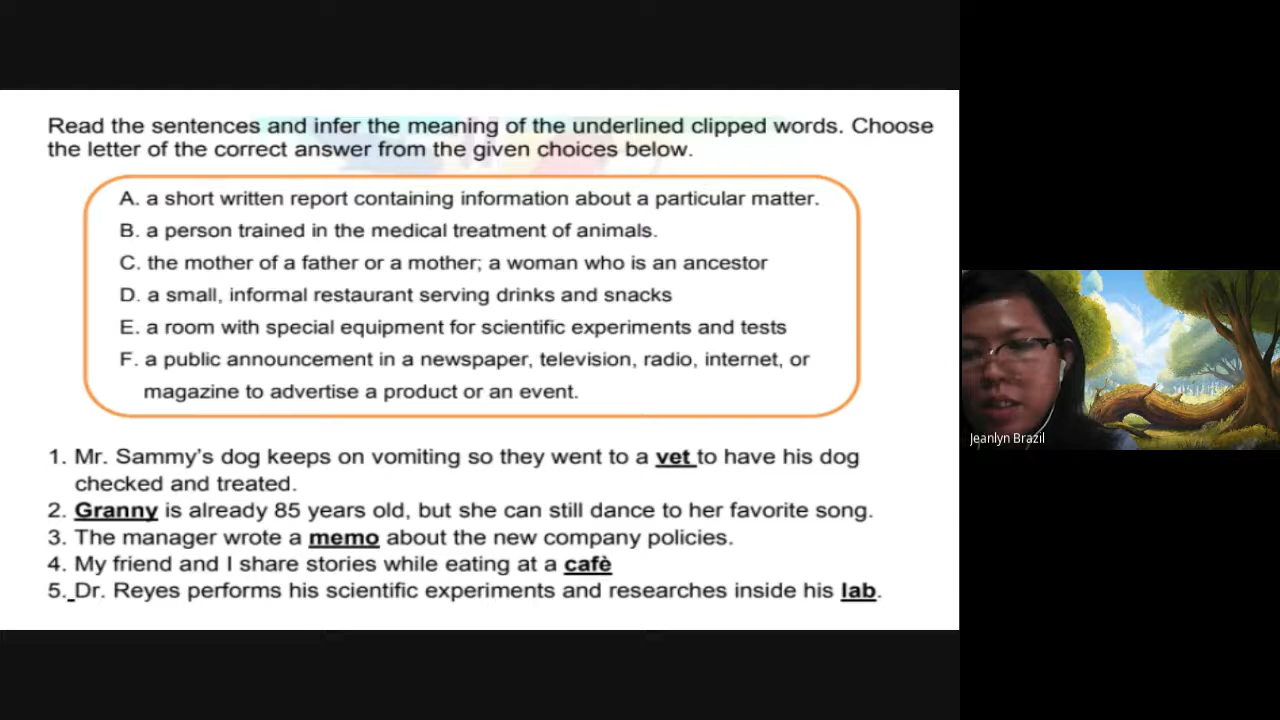 Read the sentences and infer the meaning of the underlined clipped words. Choose
the letter of the correct answer from the given choices below.
A. a short written report containing information about a particular matter.
B. a person trained in the medical treatment of animals.
C. the mother of a father or a mother; a woman who is an ancestor
D. a small, informal restaurant serving drinks and snacks
E. a room with special equipment for scientific experiments and tests
F. a public announcement in a newspaper, television, radio, internet, or
magazine to advertise a product or an event.
1. Mr. Sammy's dog keeps on vomiting so they went to a vet to have his dog
checked and treated.
2. Granny is already 85 years old, but she can still dance to her favorite song.
3. The manager wrote a memo about the new company policies.
4. My friend and I share stories while eating at a cafè
5. Dr. Reyes performs his scientific experiments and researches inside his lab.
Jeanlyn Brazil